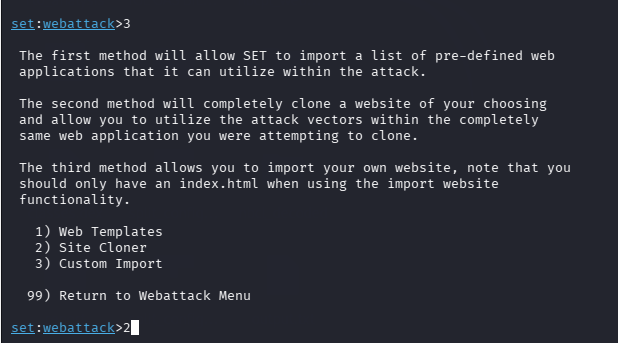 set:webattack>3
The first method will allow SET to import a list of pre-defined web
applications that it can utilize within the attack.
The second method will completely clone a website of your choosing
and allow you to utilize the attack vectors within the completely
same web application you were attempting to clone.
The third method allows you to import your own website, note that you
should only have an index.html when using the import website
functionality.
1) Web Templates
2) Site Cloner
3) Custom Import
99) Return to Webattack Menu
set:webattack>2